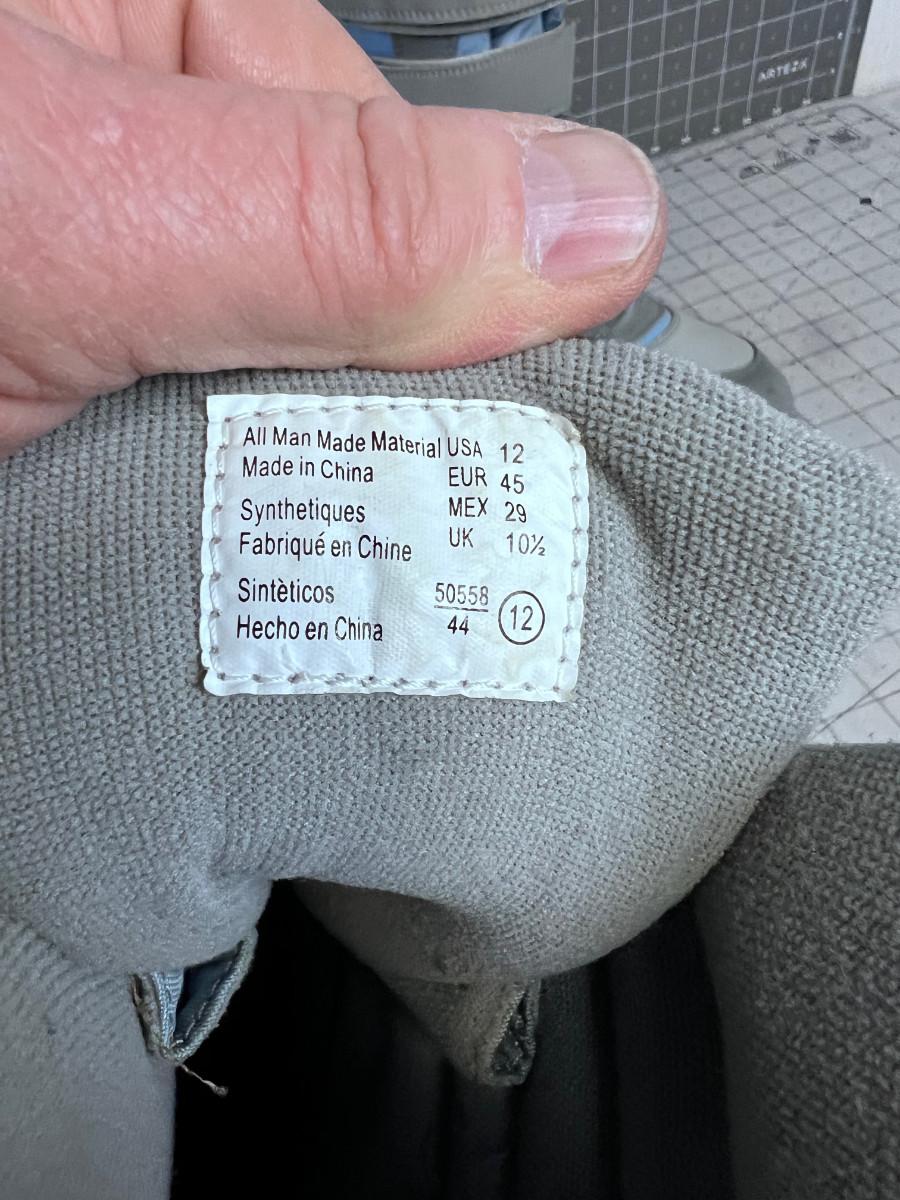 ARTEZA
All Man Made Material USA 12
Made in China EUR 45
Synthetiques MEX 29
Fabriqué en Chine UK 10½
Sintèticos 50558
Hecho en China 44 12